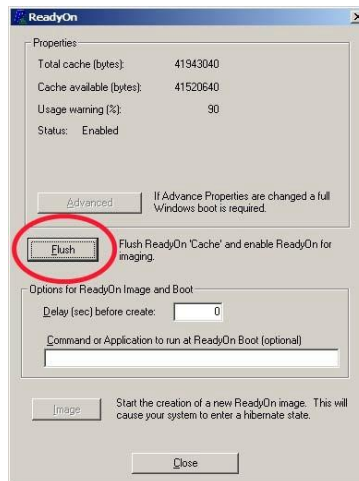 ReadyOn
Properties
Total cache (bytes): 41943040
Cache available (bytes): 41520640
Usage warning (%): 90
Status: Enabled
Advanced
If Advance Properties are changed a full
Windows boot is required.
Flush
Flush ReadyOn 'Cache' and enable ReadyOn for
imaging.
Options for ReadyOn Image and Boot
Delay (sec) before create: 0
Command or Application to run at ReadyOn Boot (optional)
Image
Start the creation of a new ReadyOn image. This will
cause your system to enter a hibernate state.
Close